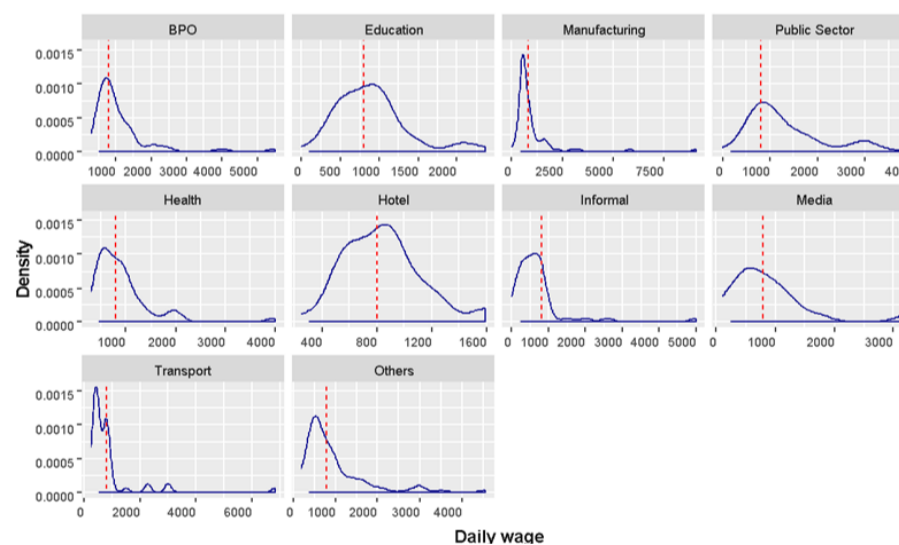 BPO Education Manufacturing Public Sector
0.0015
0.0010
0.0005
0.0000
1000 2000 3000 4000 5000 0 500 1000 1500 2000 0 2500 5000 7500 0 1000 2000 3000
Health Hotel Informal Media
0.0015
0.0010
0.0005
0.0000
1000 2000 3000 4000 400 800 1200 1600 0 1000 2000 3000 4000 5000 0 1000 2000 3000
Density
Transport Others
0.0015
0.0010
0.0005
0.0000
0 2000 4000 6000 0 1000 2000 3000 4000
Daily wage